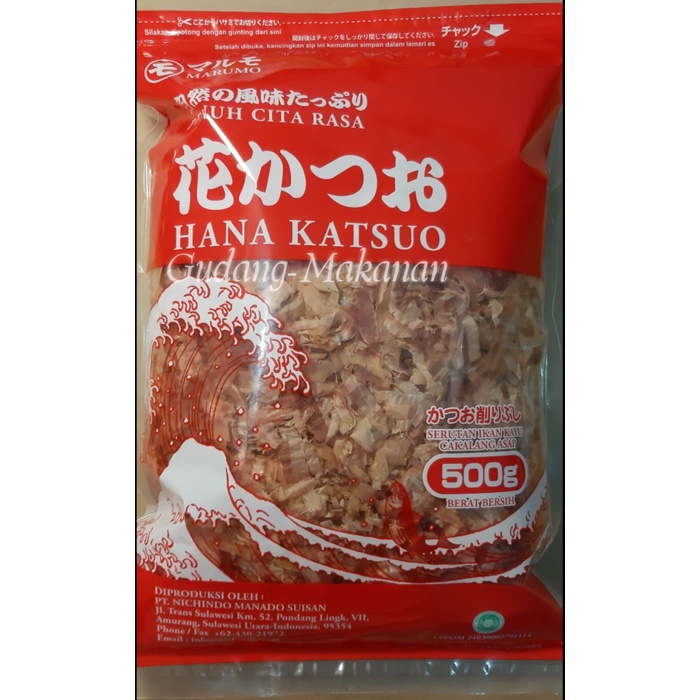 ✂ここからハサミでお切りください。
Silakan potong dengan gunting dari sini
開封後はチャックをしっかり閉じて保存してください。
Setelah dibuka, kancingkan zip ini kemudian simpan dalam lemari es
チャック
Zip
モ マルモ
MARUMO
の風味たっぷり
UH CITA RASA
花かつお
HANA KATSUO
Gudang-Makanan
かつお削りぶし
SERUTAN IKAN KAYU
CAKALANG ASAP
500g
BERAT BERSIH
DIPRODUKSI OLEH :
PT. NICHINDO MANADO SUISAN
Jl. Trans Sulawesi Km. 52. Pondang Lingk. VII,
Amurang, Sulawesi Utara-Indonesia. 95354
Phone / Fax +62-430-21972
Email :